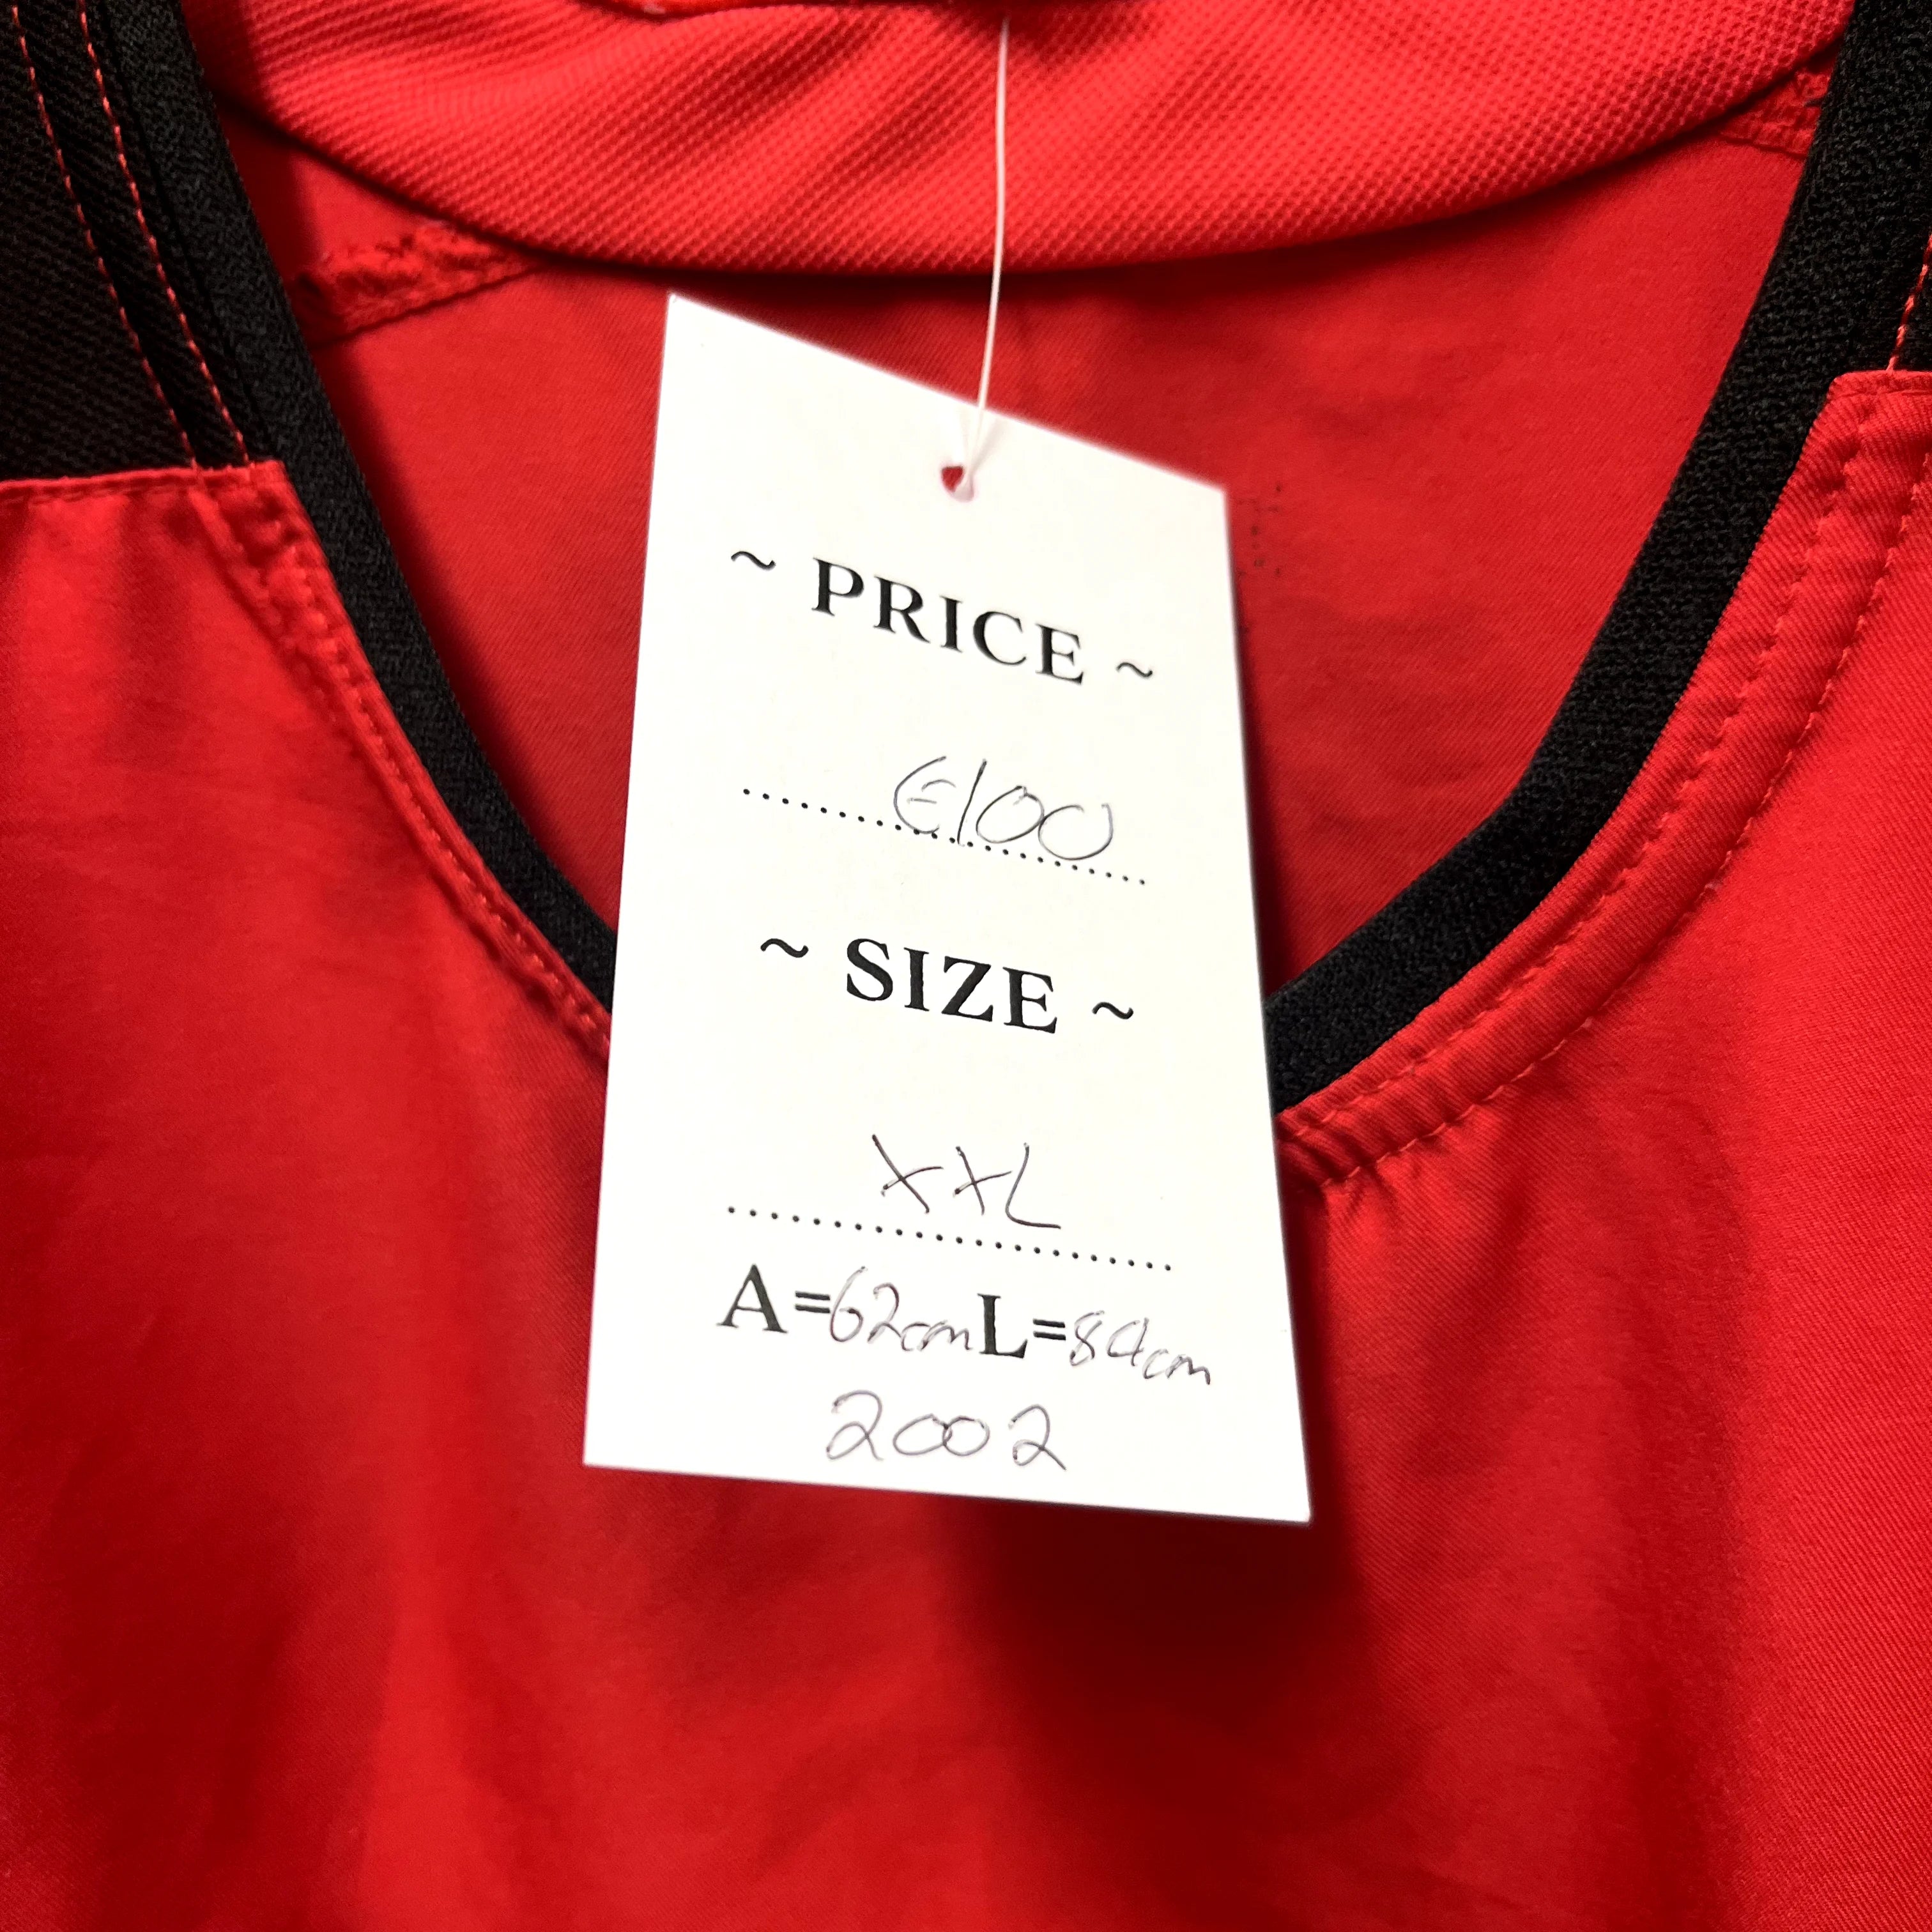 ~ PRICE ~
€100
~ SIZE ~
XXL
A=62cm L=84cm
2002